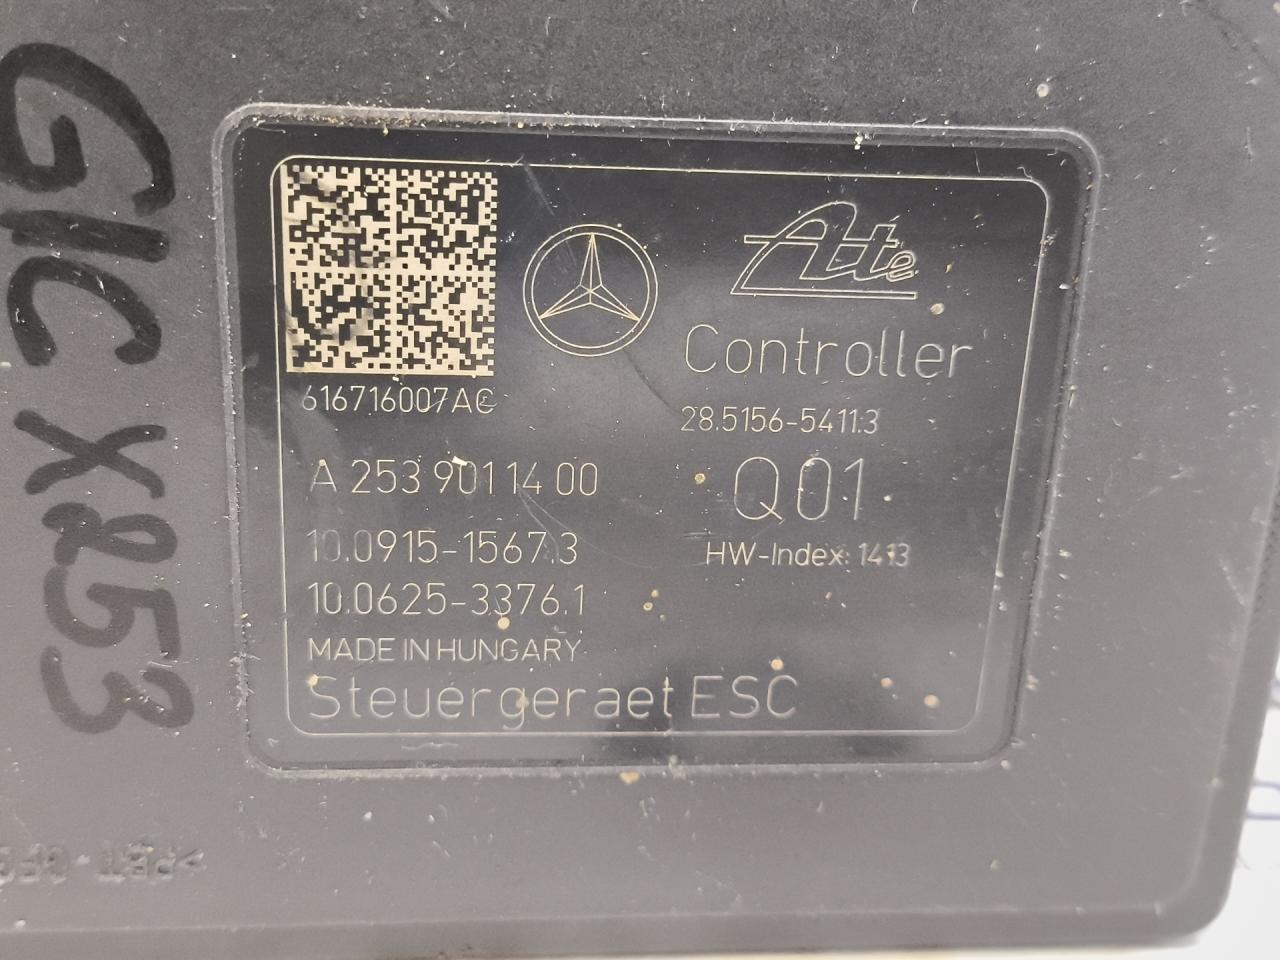 GLC X253
Ate
Controller
616716007AC
28.5156-5411.3
A 253 901 14 00
Q01
10.0915-1567.3
HW-Index: 1413
10.0625-3376.1
MADE IN HUNGARY
Steuergeraet ESC